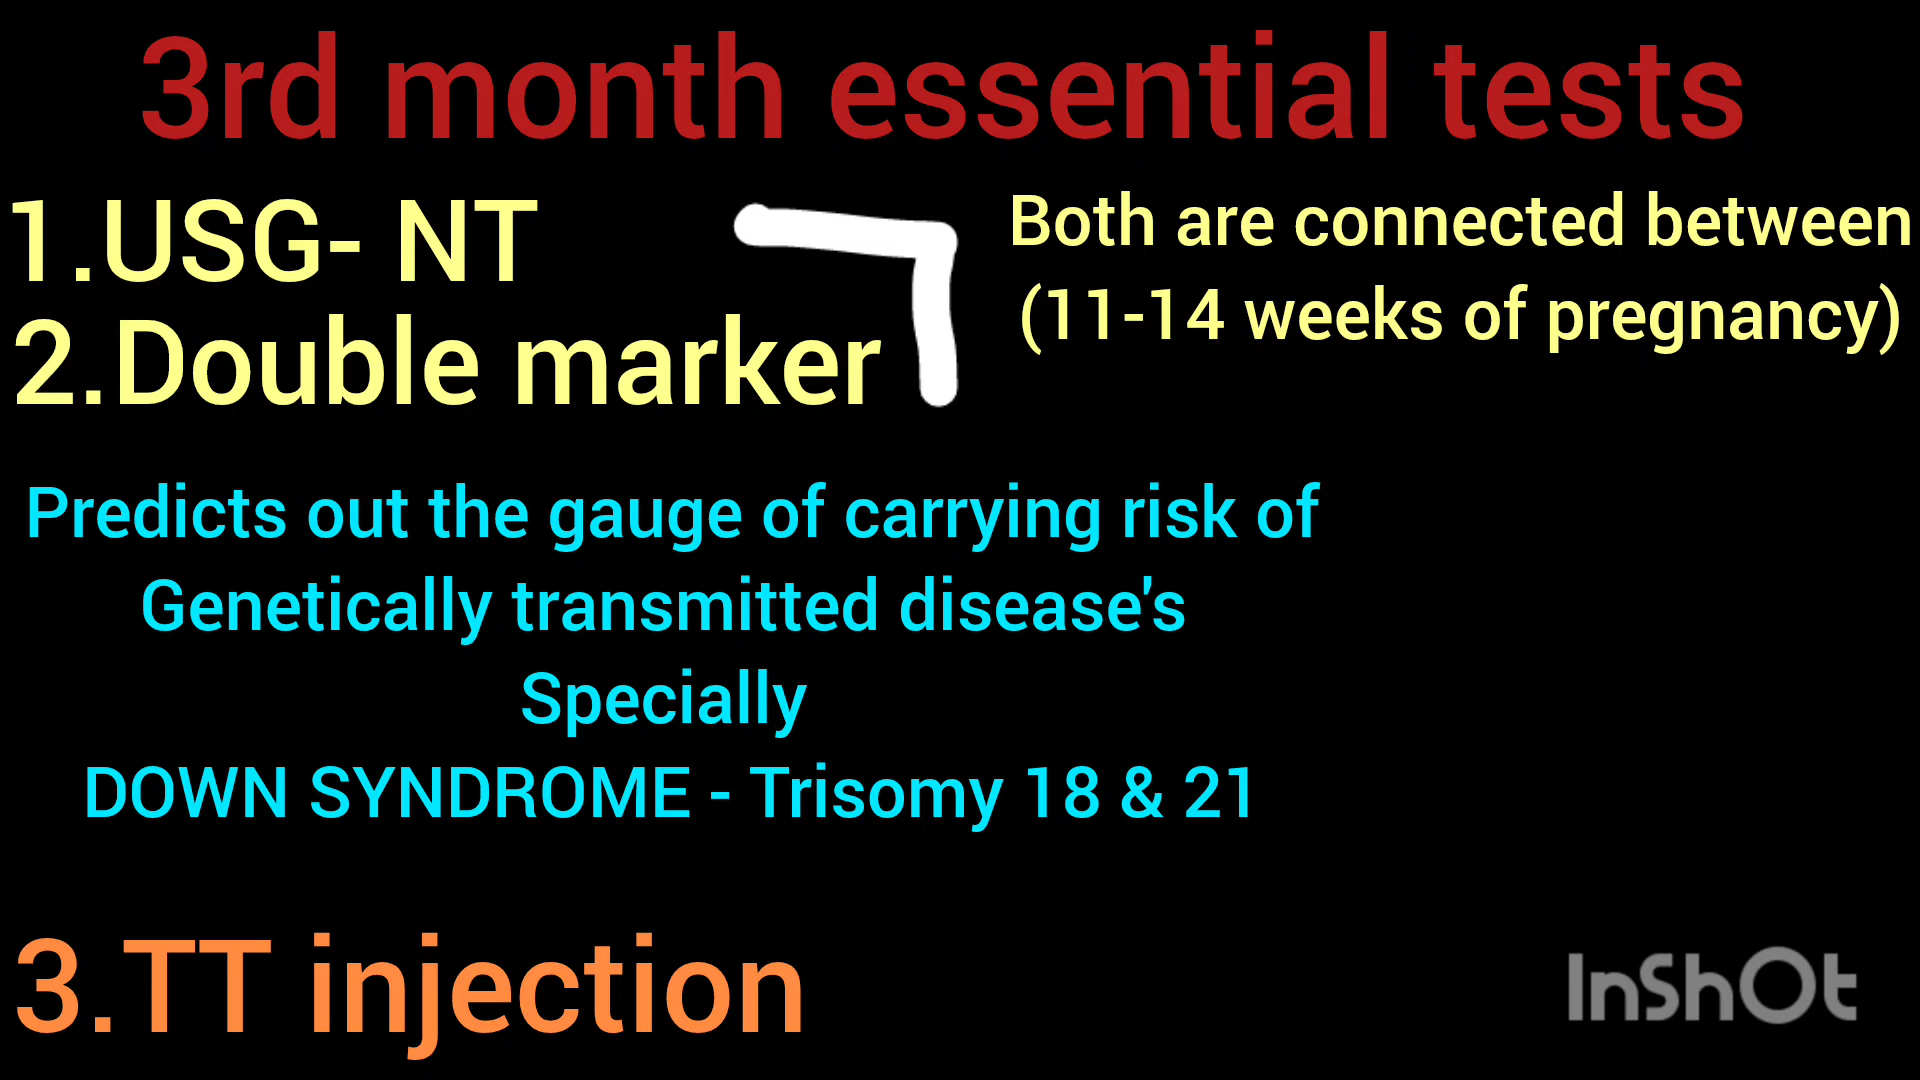 3rd month essential tests
1.USG- NT
2.Double marker
Both are connected between
(11-14 weeks of pregnancy)
Predicts out the gauge of carrying risk of
Genetically transmitted disease's
Specially
DOWN SYNDROME - Trisomy 18 & 21
3.TT injection
InShOt